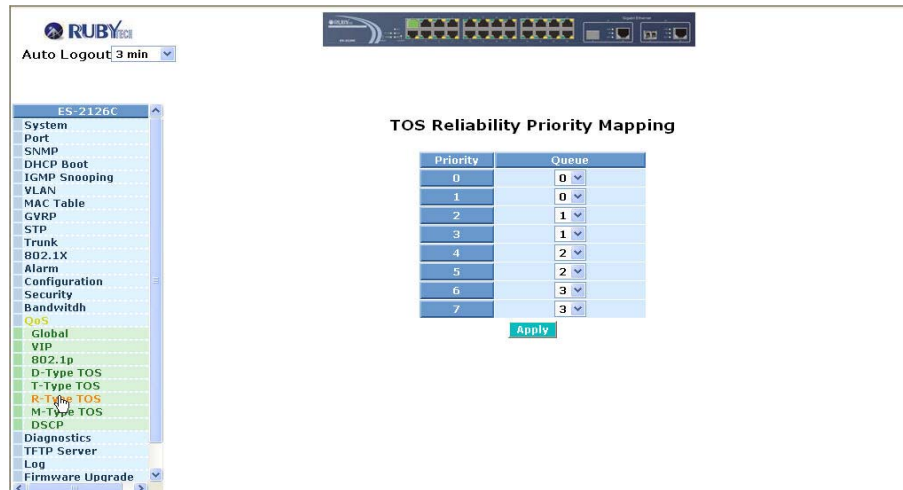 RUBYTECH
Auto Logout 3 min
ES-2126C
System
Port
SNMP
DHCP Boot
IGMP Snooping
VLAN
MAC Table
GVRP
STP
Trunk
802.1X
Alarm
Configuration
Security
Bandwitdh
QoS
Global
VIP
802.1p
D-Type TOS
T-Type TOS
R-Type TOS
M-Type TOS
DSCP
Diagnostics
TFTP Server
Log
Firmware Upgrade
TOS Reliability Priority Mapping
Priority Queue
0 0
1 0
2 1
3 1
4 2
5 2
6 3
7 3
Apply